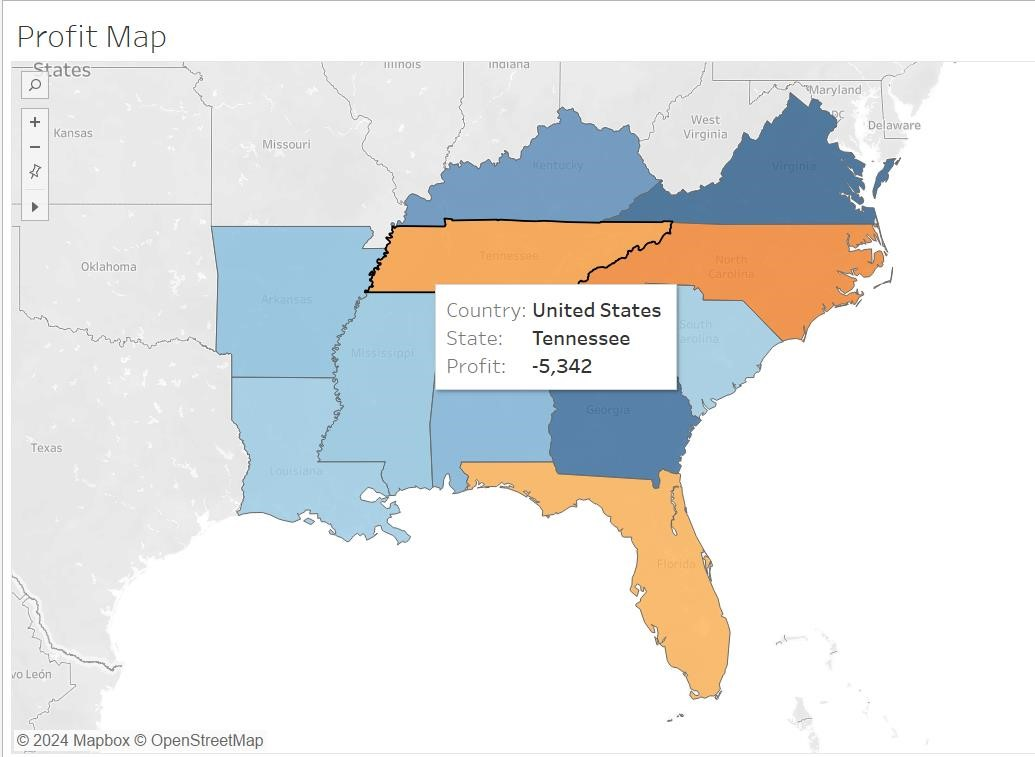 Profit Map
States
Illinois
Indiana
Maryland
DC
Delaware
West
Virginia
Kansas
Missouri
Kentucky
Virginia
Oklahoma
Tennessee
North
Carolina
Arkansas
Country: United States
State: Tennessee
Profit: -5,342
South
Carolina
Mississippi
Georgia
Texas
Louisiana
Florida
vo León
© 2024 Mapbox © OpenStreetMap